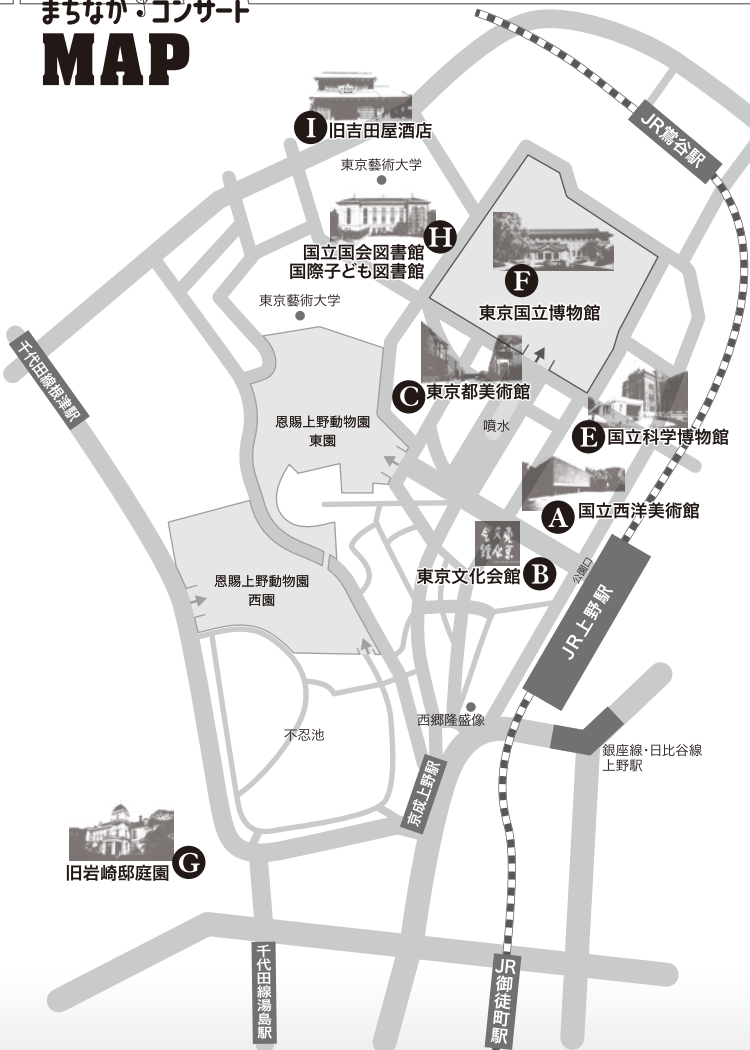 まちなか・コンサート
MAP
JR鶯谷駅
I 旧吉田屋酒店
東京藝術大学
H
国立国会図書館
国際子ども図書館
F
東京国立博物館
東京藝術大学
千代田線根津駅
C 東京都美術館
恩賜上野動物園
東園
噴水
E 国立科学博物館
A 国立西洋美術館
東京文化会館 B
公園口
恩賜上野動物園
西園
JR上野駅
西郷隆盛像
不忍池
銀座線・日比谷線
上野駅
京成上野駅
旧岩崎邸庭園 G
千代田線湯島駅
JR御徒町駅